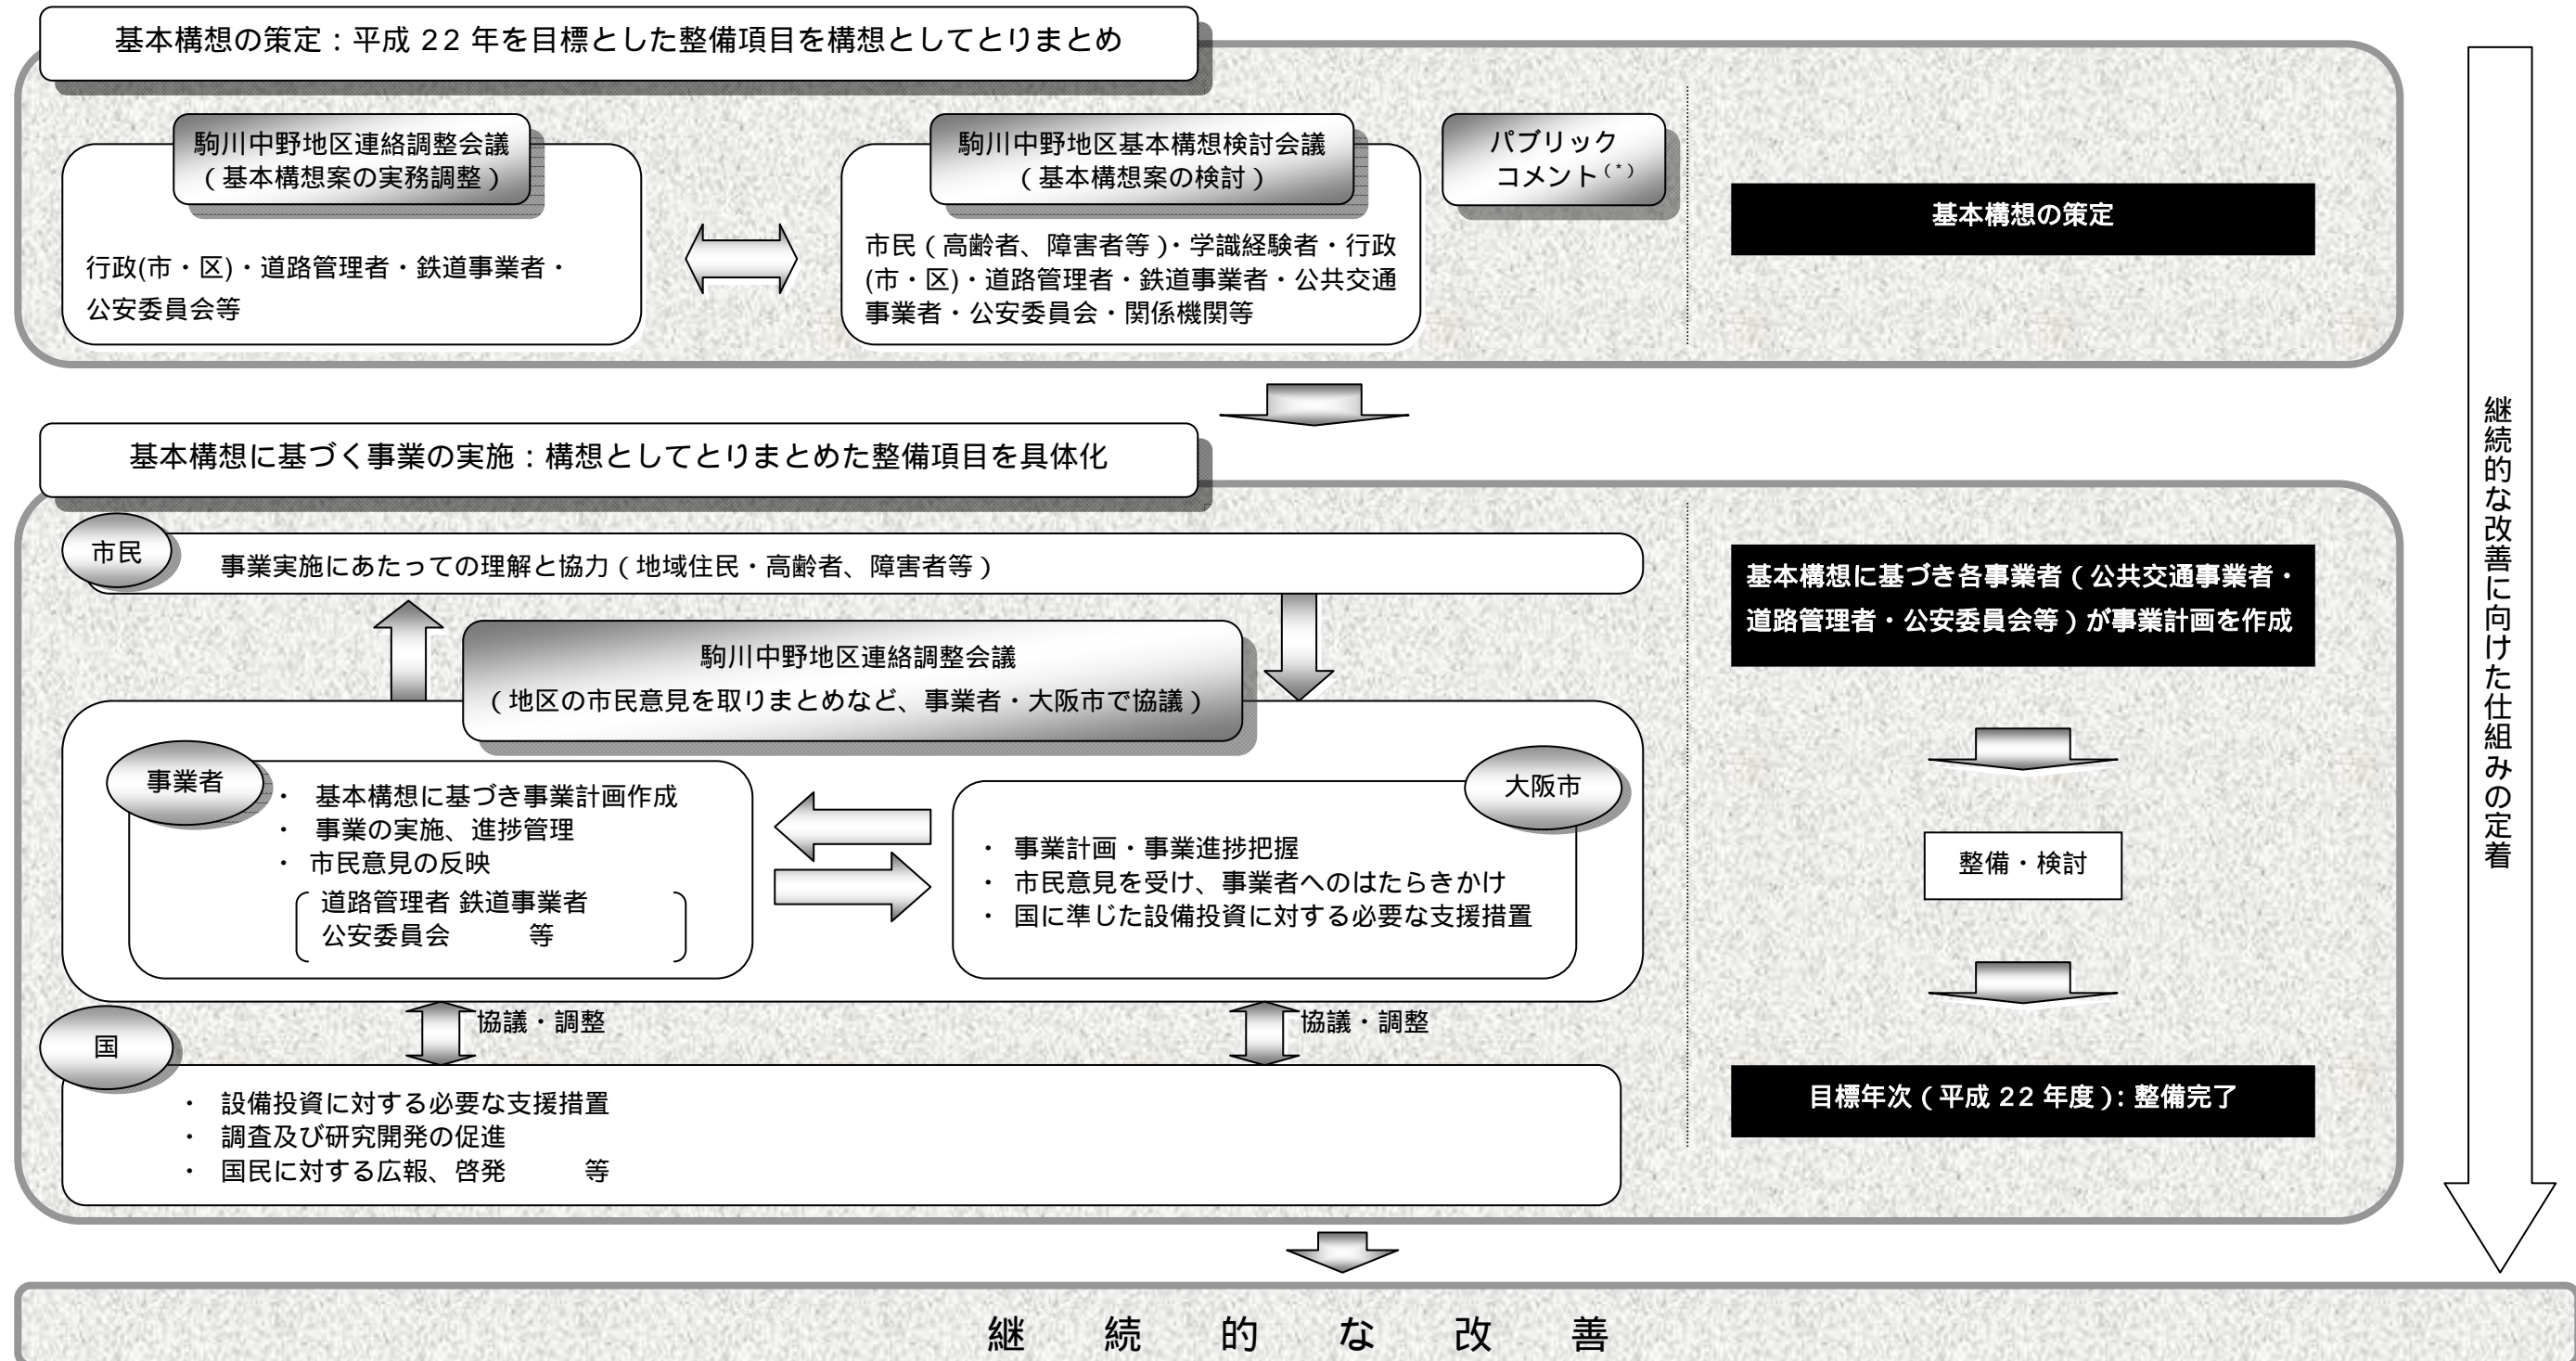 基本構想の策定：平成 22 年を目標とした整備項目を構想としてとりまとめ
駒川中野地区連絡調整会議
（基本構想案の実務調整）
行政(市・区)・道路管理者・鉄道事業者・
公安委員会等
駒川中野地区基本構想検討会議
（基本構想案の検討）
市民（高齢者、障害者等）・学識経験者・行政
(市・区)・道路管理者・鉄道事業者・公共交通
事業者・公安委員会・関係機関等
パブリック
コメント（*）
基本構想の策定
基本構想に基づく事業の実施：構想としてとりまとめた整備項目を具体化
市民
事業実施にあたっての理解と協力（地域住民・高齢者、障害者等）
駒川中野地区連絡調整会議
（地区の市民意見を取りまとめなど、事業者・大阪市で協議）
事業者
・ 基本構想に基づき事業計画作成
・ 事業の実施、進捗管理
・ 市民意見の反映
道路管理者 鉄道事業者
公安委員会 等
大阪市
・ 事業計画・事業進捗把握
・ 市民意見を受け、事業者へのはたらきかけ
・ 国に準じた設備投資に対する必要な支援措置
協議・調整
協議・調整
国
・ 設備投資に対する必要な支援措置
・ 調査及び研究開発の促進
・ 国民に対する広報、啓発 等
基本構想に基づき各事業者（公共交通事業者・
道路管理者・公安委員会等）が事業計画を作成
整備・検討
目標年次（平成 22 年度）：整備完了
継続的な改善に向けた仕組みの定着
継続的な改善